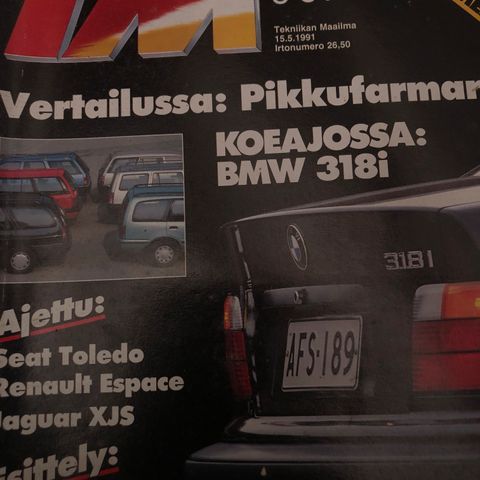 Tekniikan Maailma
15.5.1991
Irtonumero 26,50
Vertailussa: Pikkufarmar
KOEAJOSSA:
BMW 318i
318i
AFS-189
Ajettu:
Seat Toledo
Renault Espace
Jaguar XJS
Esittely: